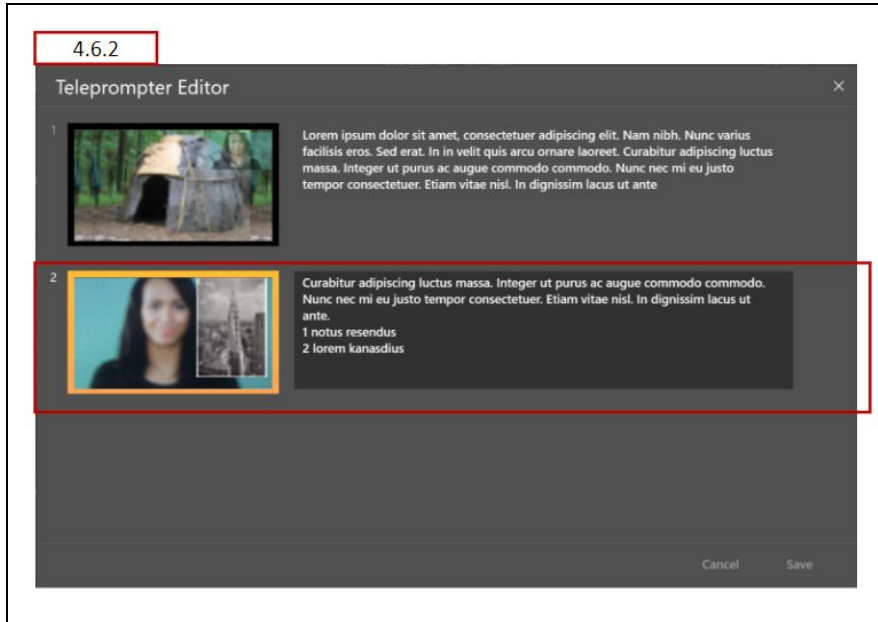 4.6.2
Teleprompter Editor
1
Lorem ipsum dolor sit amet, consectetuer adipiscing elit. Nam nibh. Nunc varius
facilisis eros. Sed erat. In in velit quis arcu ornare laoreet. Curabitur adipiscing luctus
massa. Integer ut purus ac augue commodo commodo. Nunc nec mi eu justo
tempor consectetuer. Etiam vitae nisl. In dignissim lacus ut ante
2
Curabitur adipiscing luctus massa. Integer ut purus ac augue commodo commodo.
Nunc nec mi eu justo tempor consectetuer. Etiam vitae nisl. In dignissim lacus ut
ante.
1 notus resendus
2 lorem kanasdius
Cancel Save